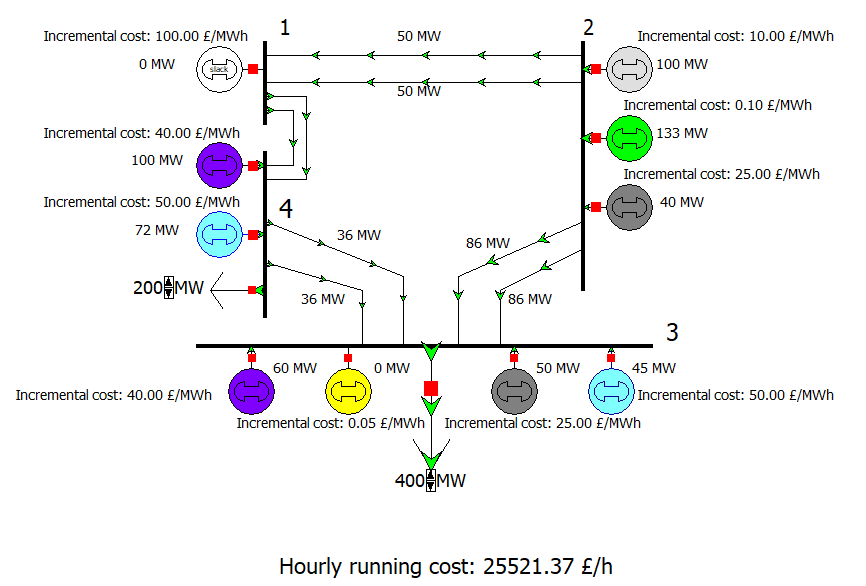 1
2
Incremental cost: 100.00 £/MWh
50 MW
Incremental cost: 10.00 £/MWh
0 MW
slack
100 MW
50 MW
Incremental cost: 0.10 £/MWh
Incremental cost: 40.00 £/MWh
133 MW
100 MW
Incremental cost: 25.00 £/MWh
Incremental cost: 50.00 £/MWh
40 MW
4
72 MW
36 MW
86 MW
200 MW
36 MW
86 MW
3
60 MW
0 MW
50 MW
45 MW
Incremental cost: 40.00 £/MWh
Incremental cost: 50.00 £/MWh
Incremental cost: 0.05 £/MWh
Incremental cost: 25.00 £/MWh
400 MW
Hourly running cost: 25521.37 £/h